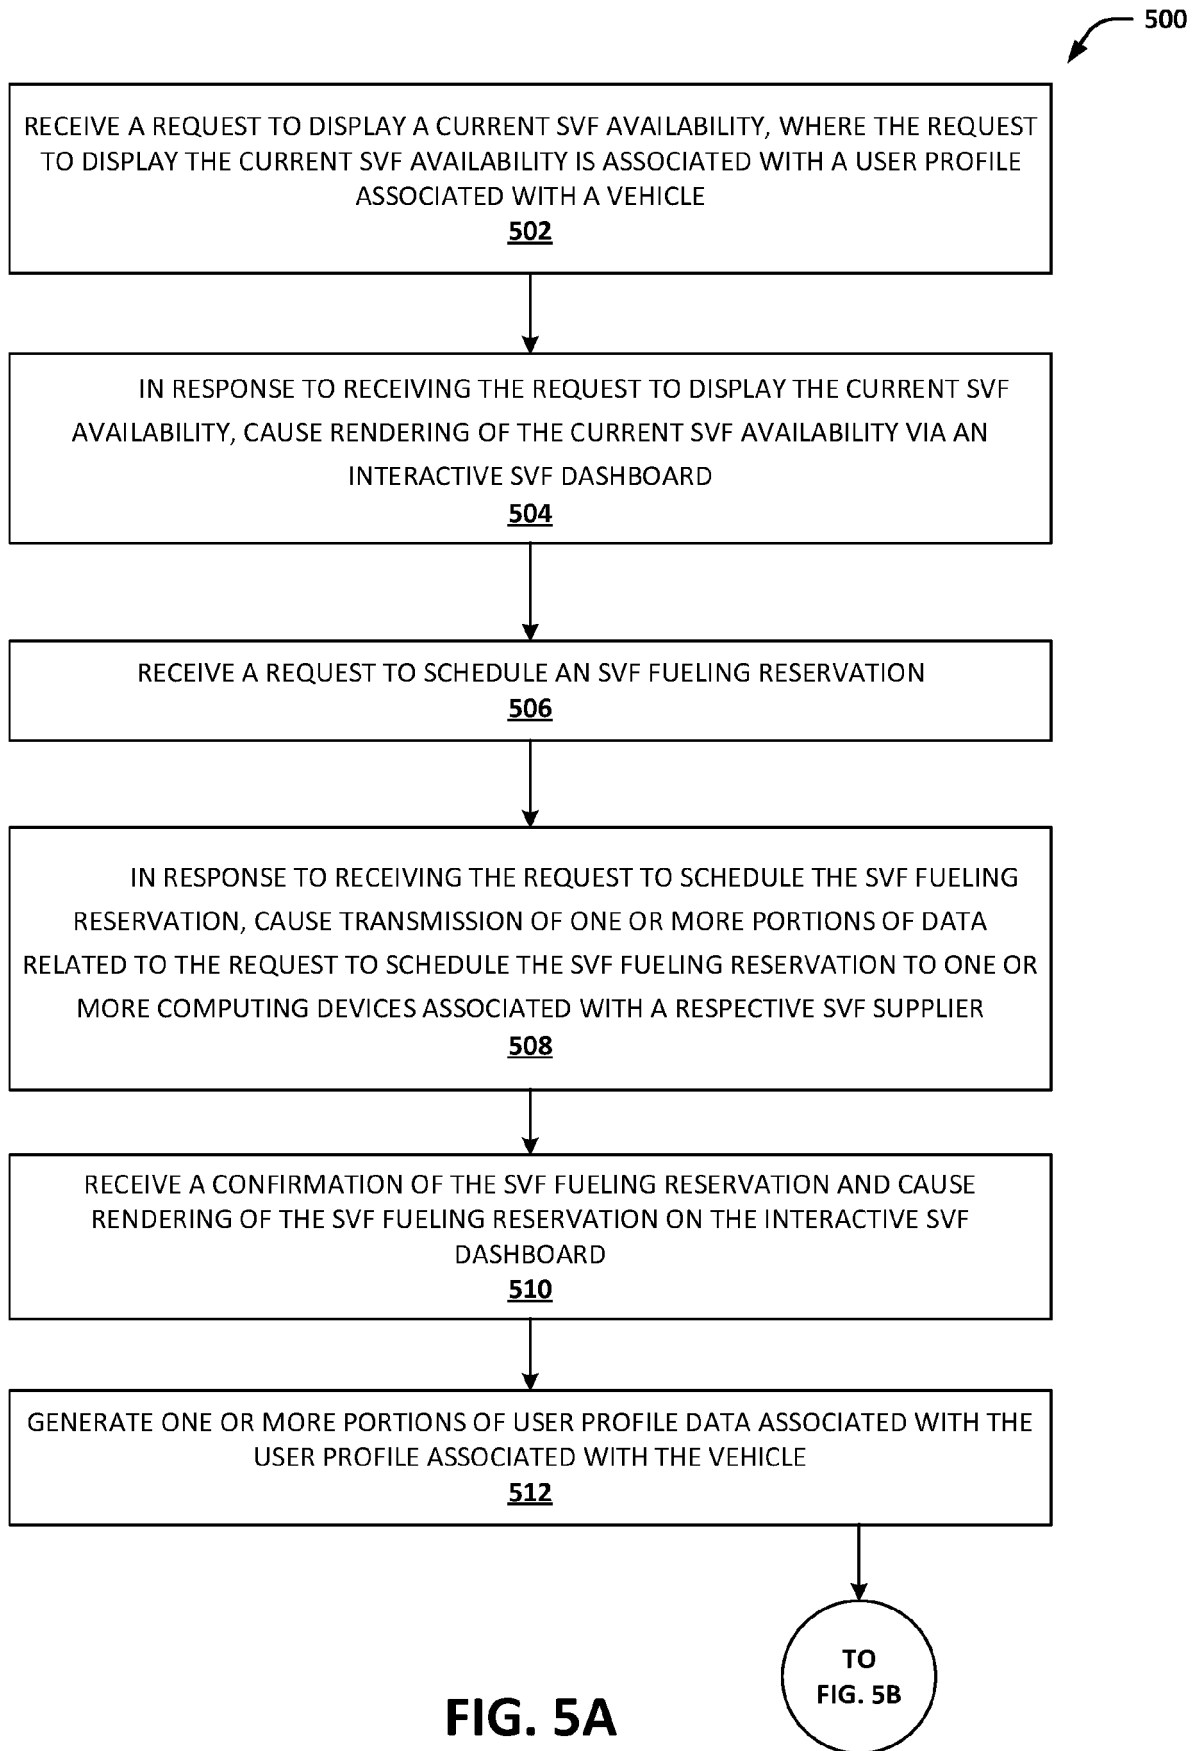 500
RECEIVE A REQUEST TO DISPLAY A CURRENT SVF AVAILABILITY, WHERE THE REQUEST
TO DISPLAY THE CURRENT SVF AVAILABILITY IS ASSOCIATED WITH A USER PROFILE
ASSOCIATED WITH A VEHICLE
502
IN RESPONSE TO RECEIVING THE REQUEST TO DISPLAY THE CURRENT SVF
AVAILABILITY, CAUSE RENDERING OF THE CURRENT SVF AVAILABILITY VIA AN
INTERACTIVE SVF DASHBOARD
504
RECEIVE A REQUEST TO SCHEDULE AN SVF FUELING RESERVATION
506
IN RESPONSE TO RECEIVING THE REQUEST TO SCHEDULE THE SVF FUELING
RESERVATION, CAUSE TRANSMISSION OF ONE OR MORE PORTIONS OF DATA
RELATED TO THE REQUEST TO SCHEDULE THE SVF FUELING RESERVATION TO ONE OR
MORE COMPUTING DEVICES ASSOCIATED WITH A RESPECTIVE SVF SUPPLIER
508
RECEIVE A CONFIRMATION OF THE SVF FUELING RESERVATION AND CAUSE
RENDERING OF THE SVF FUELING RESERVATION ON THE INTERACTIVE SVF
DASHBOARD
510
GENERATE ONE OR MORE PORTIONS OF USER PROFILE DATA ASSOCIATED WITH THE
USER PROFILE ASSOCIATED WITH THE VEHICLE
512
TO
FIG. 5B
FIG. 5A